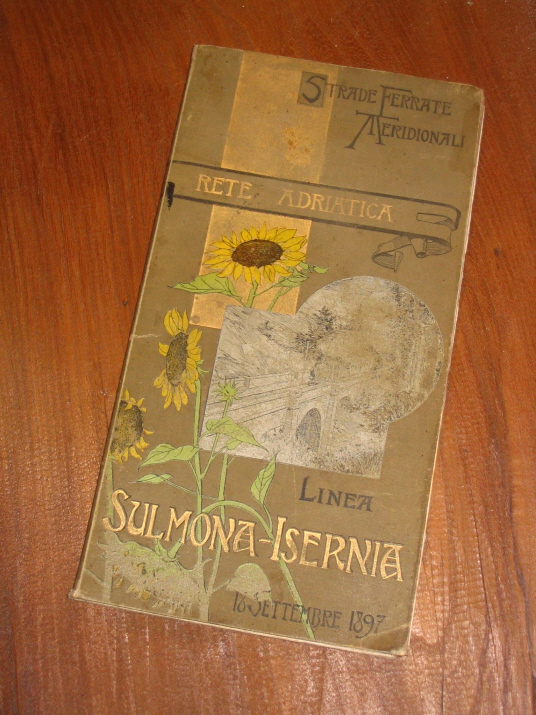 Strade Ferrate
Meridionali
Rete Adriatica
Linea
Sulmona-Isernia
18 Settembre 1897